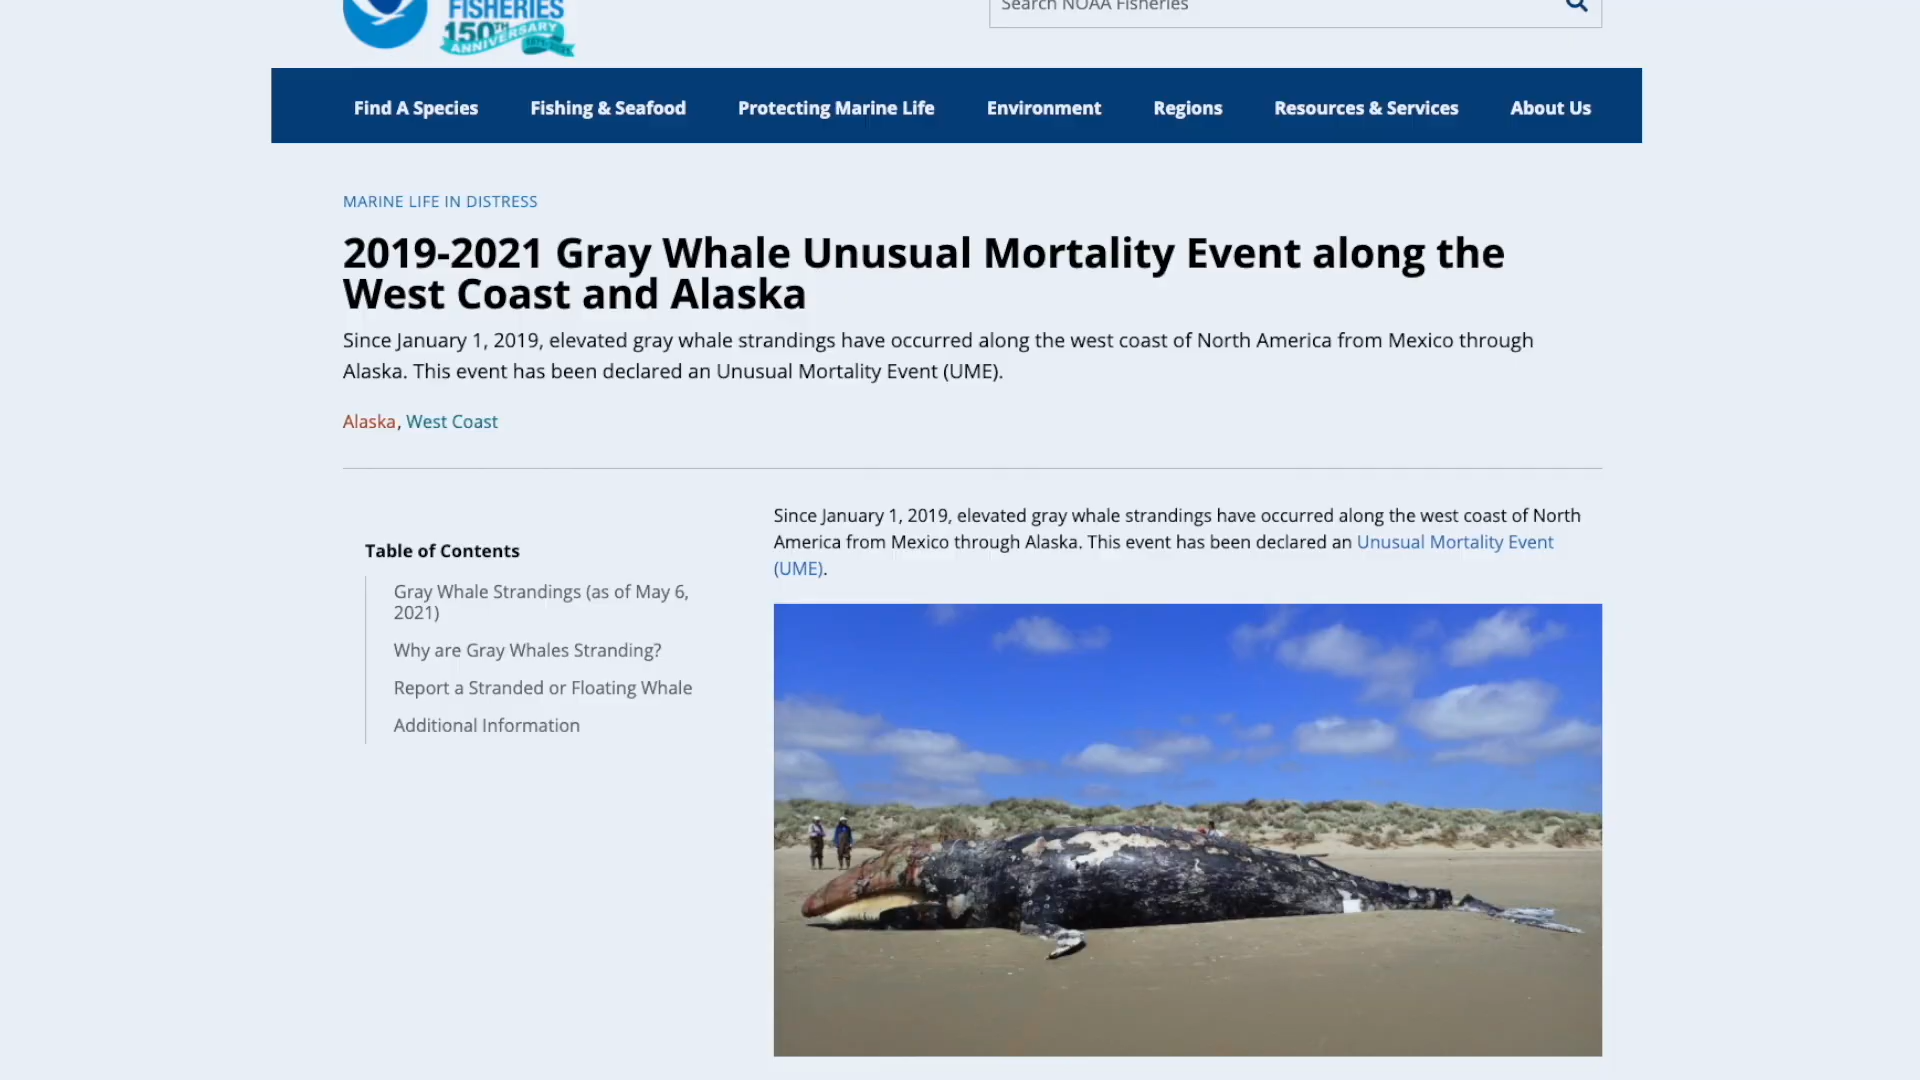 FISHERIES
150TH
ANNIVERSARY
Search NOAA Fisheries
Find A Species
Fishing & Seafood
Protecting Marine Life
Environment
Regions
Resources & Services
About Us
MARINE LIFE IN DISTRESS
2019-2021 Gray Whale Unusual Mortality Event along the
West Coast and Alaska
Since January 1, 2019, elevated gray whale strandings have occurred along the west coast of North America from Mexico through
Alaska. This event has been declared an Unusual Mortality Event (UME).
Alaska, West Coast
Table of Contents
Gray Whale Strandings (as of May 6,
2021)
Why are Gray Whales Stranding?
Report a Stranded or Floating Whale
Additional Information
Since January 1, 2019, elevated gray whale strandings have occurred along the west coast of North
America from Mexico through Alaska. This event has been declared an Unusual Mortality Event
(UME).